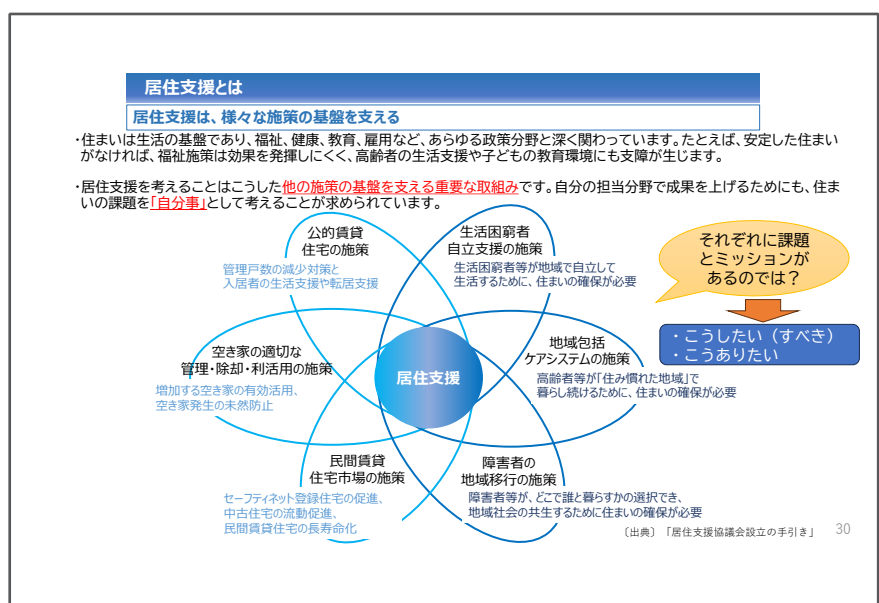 居住支援とは
居住支援は、様々な施策の基盤を支える
・住まいは生活の基盤であり、福祉、健康、教育、雇用など、あらゆる政策分野と深く関わっています。たとえば、安定した住まい
がなければ、福祉施策は効果を発揮しにくく、高齢者の生活支援や子どもの教育環境にも支障が生じます。
・居住支援を考えることはこうした他の施策の基盤を支える重要な取組みです。自分の担当分野で成果を上げるためにも、住ま
いの課題を「自分事」として考えることが求められています。
公的賃貸
住宅の施策
管理戸数の減少対策と
入居者の生活支援や転居支援
生活困窮者
自立支援の施策
生活困窮者等が地域で自立して
生活するために、住まいの確保が必要
それぞれに課題
とミッションが
あるのでは？
・こうしたい（すべき）
・こうありたい
空き家の適切な
管理・除却・利活用の施策
増加する空き家の有効活用、
空き家発生の未然防止
居住支援
地域包括
ケアシステムの施策
高齢者等が「住み慣れた地域」で
暮らし続けるために、住まいの確保が必要
民間賃貸
住宅市場の施策
セーフティネット登録住宅の促進、
中古住宅の流動促進、
民間賃貸住宅の長寿命化
障害者の
地域移行の施策
障害者等が、どこで誰と暮らすかの選択でき、
地域社会の共生するために住まいの確保が必要
〔出典〕「居住支援協議会設立の手引き」
30